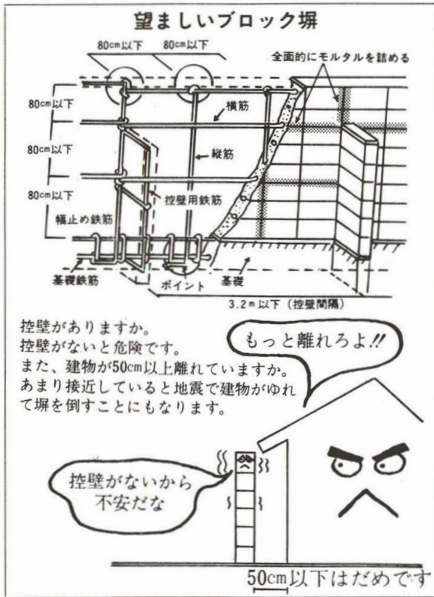 望ましいブロック塀
80cm以下 80cm以下
全面的にモルタルを詰める
80cm以下
横筋
80cm以下
縦筋
80cm以下
控壁用鉄筋
幅止め鉄筋
基礎鉄筋
ポイント
基礎
3.2m以下（控壁間隔）
控壁がありますか。
控壁がないと危険です。
また、建物が50cm以上離れていますか。
あまり接近していると地震で建物がゆれ
て塀を倒すことにもなります。
もっと離れろよ!!
控壁がないから
不安だな
50cm以下はだめです